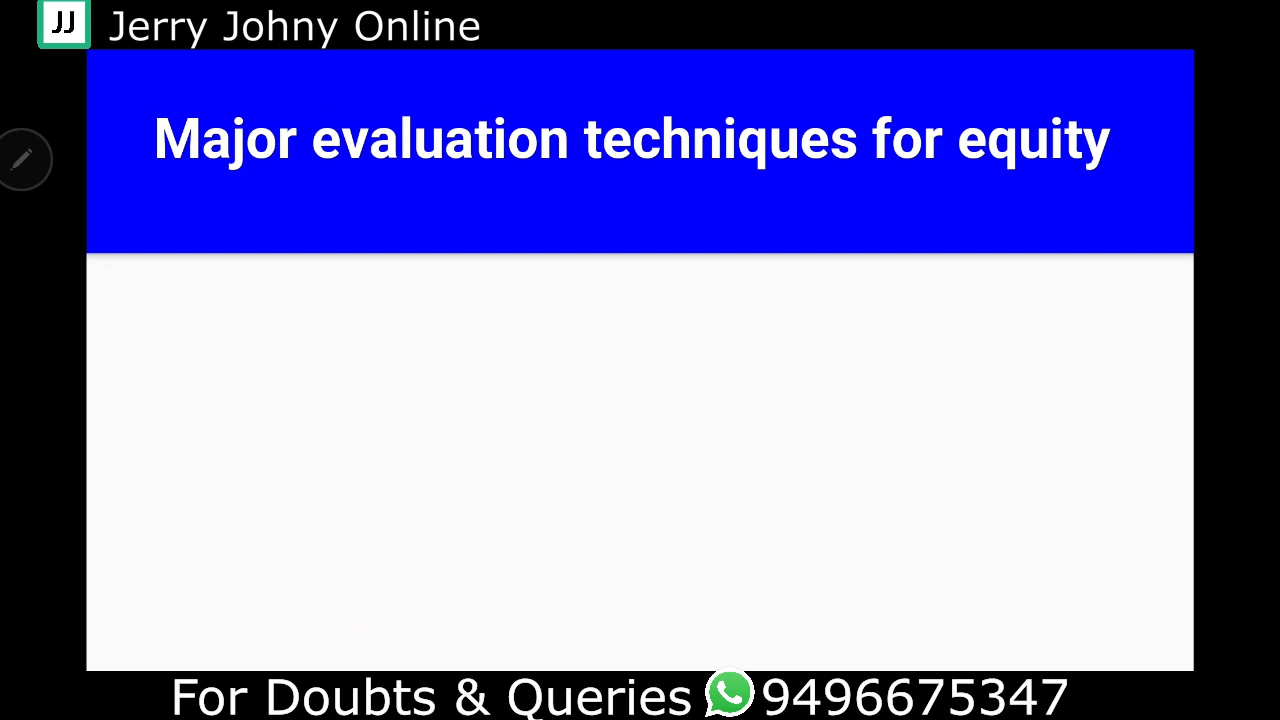 JJ Jerry Johny Online
Major evaluation techniques for equity
For Doubts & Queries 9496675347